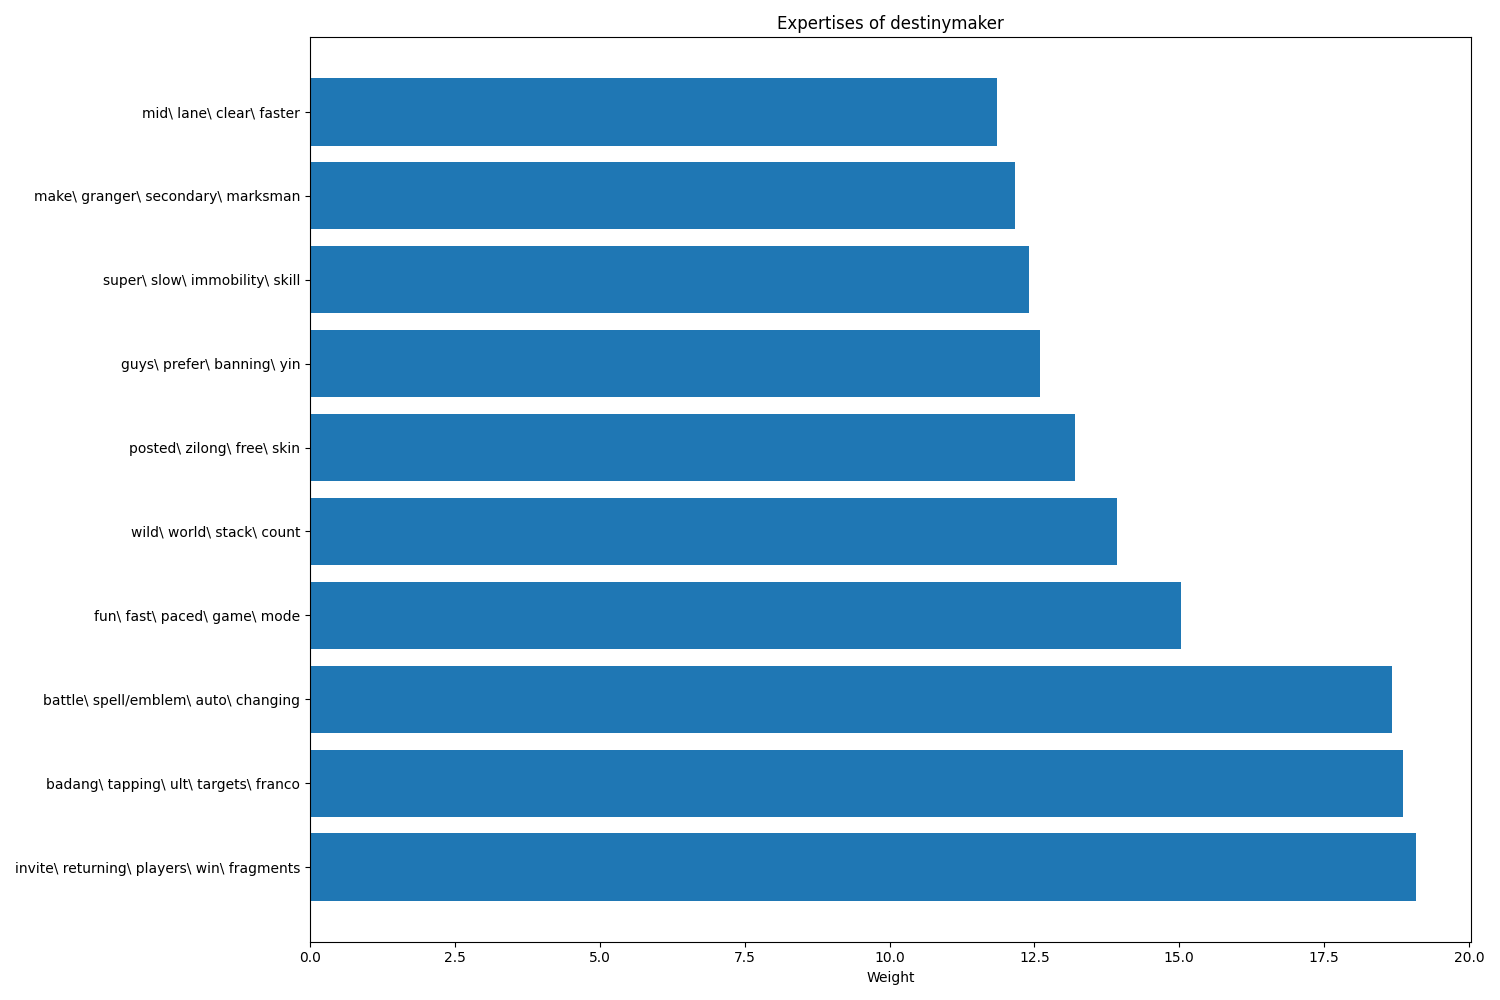 Expertises of destinymaker
mid\ lane\ clear\ faster
make\ granger\ secondary\ marksman
super\ slow\ immobility\ skill
guys\ prefer\ banning\ yin
posted\ zilong\ free\ skin
wild\ world\ stack\ count
fun\ fast\ paced\ game\ mode
battle\ spell/emblem\ auto\ changing
badang\ tapping\ ult\ targets\ franco
invite\ returning\ players\ win\ fragments
0.0 2.5 5.0 7.5 10.0 12.5 15.0 17.5 20.0
Weight